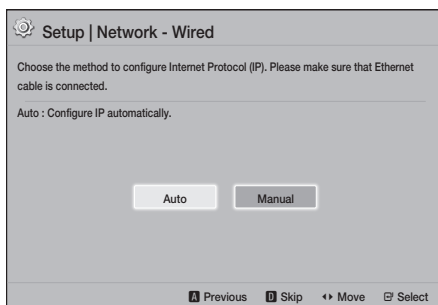 Setup | Network - Wired
Choose the method to configure Internet Protocol (IP). Please make sure that Ethernet
cable is connected.
Auto : Configure IP automatically.
Auto Manual
A Previous D Skip Move Select